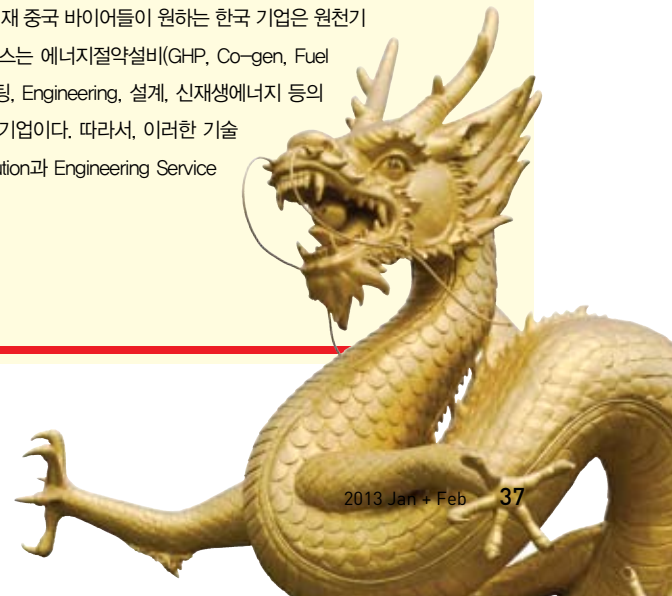 재 중국 바이어들이 원하는 한국 기업은 원천기
스는 에너지절약설비(GHP, Co-gen, Fuel
팅, Engineering, 설계, 신재생에너지 등의
기업이다. 따라서, 이러한 기술
ution과 Engineering Service
2013 Jan + Feb 37